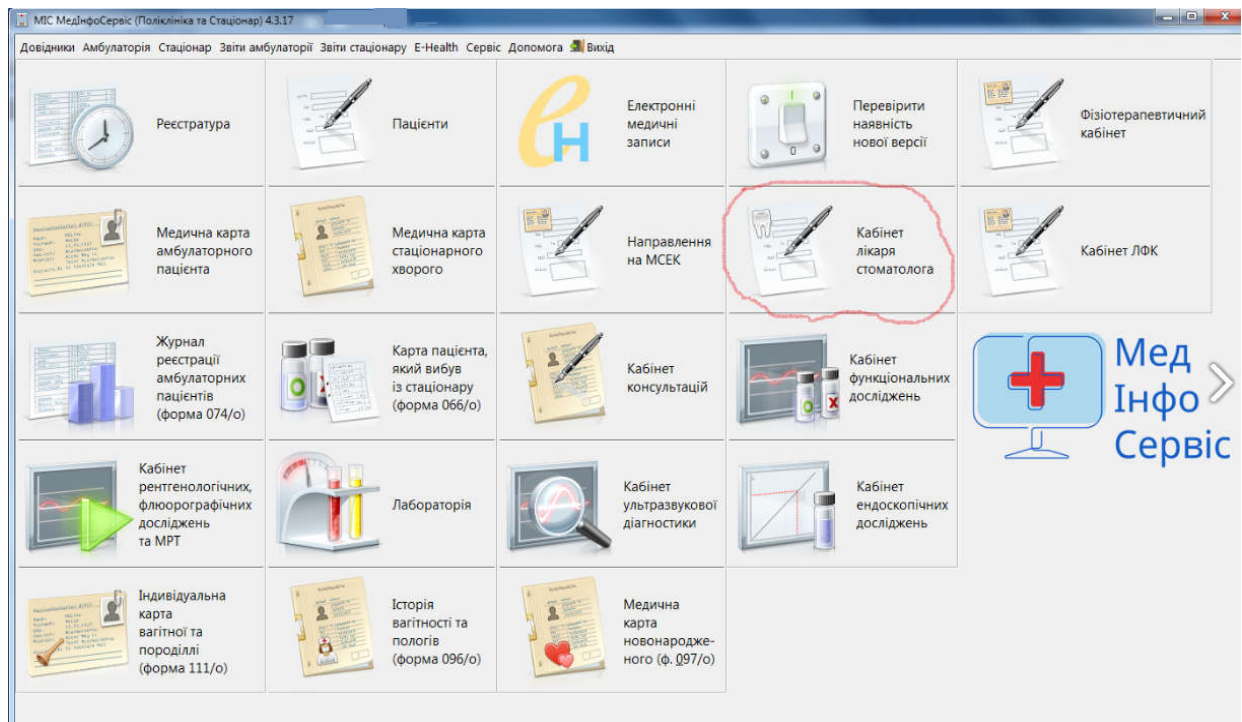 МІС МедІнфоСервіс (Поліклініка та Стаціонар) 4.3.17
Довідники Амбулаторія Стаціонар Звіти амбулаторії Звіти стаціонару E-Health Сервіс Допомога Вихід
Реєстратура
Пацієнти
Електронні
медичні
записи
Перевірити
наявність
нової версії
Фізіотерапевтичний
кабінет
Медична карта
амбулаторного
пацієнта
Медична карта
стаціонарного
хворого
Направлення
на МСЕК
Кабінет
лікаря
стоматолога
Кабінет ЛФК
Журнал
реєстрації
амбулаторних
пацієнтів
(форма 074/о)
Карта пацієнта,
який вибув
із стаціонару
(форма 066/о)
Кабінет
консультацій
Кабінет
функціональних
досліджень
Мед
Інфо
Сервіс
Кабінет
рентгенологічних,
флюорографічних
досліджень
та МРТ
Лабораторія
Кабінет
ультразвукової
діагностики
Кабінет
ендоскопічних
досліджень
Індивідуальна
карта
вагітної та
породіллі
(форма 111/о)
Історія
вагітності та
пологів
(форма 096/о)
Медична
карта
новонародже-
ного (ф. 097/о)